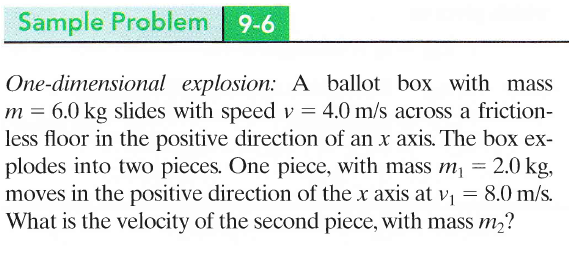 Sample Problem 9-6
One-dimensional explosion: A ballot box with mass
m = 6.0 kg slides with speed v = 4.0 m/s across a friction-
less floor in the positive direction of an x axis. The box ex-
plodes into two pieces. One piece, with mass m₁ = 2.0 kg,
moves in the positive direction of the x axis at v₁ = 8.0 m/s.
What is the velocity of the second piece, with mass m₂?